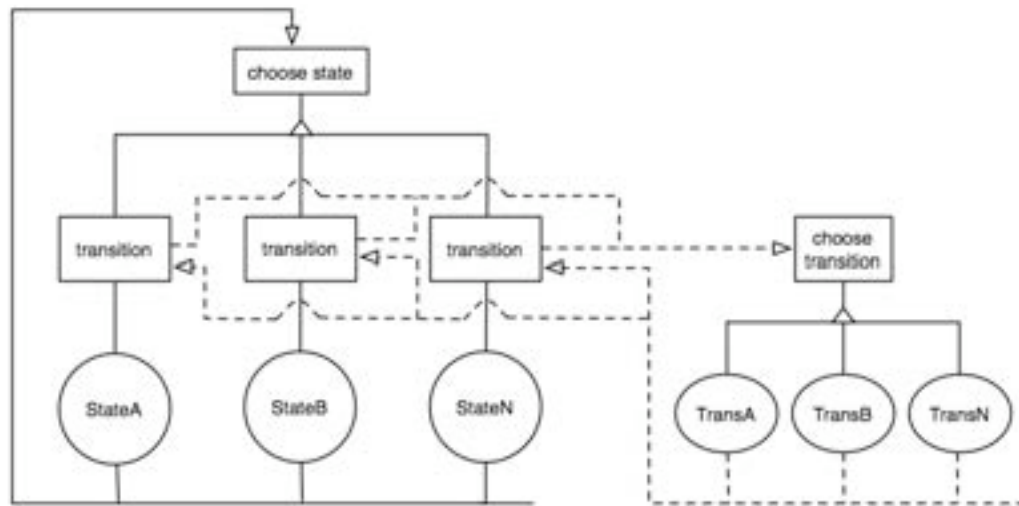 choose state
transition
transition
transition
choose
transition
StateA
StateB
StateN
TransA
TransB
TransN